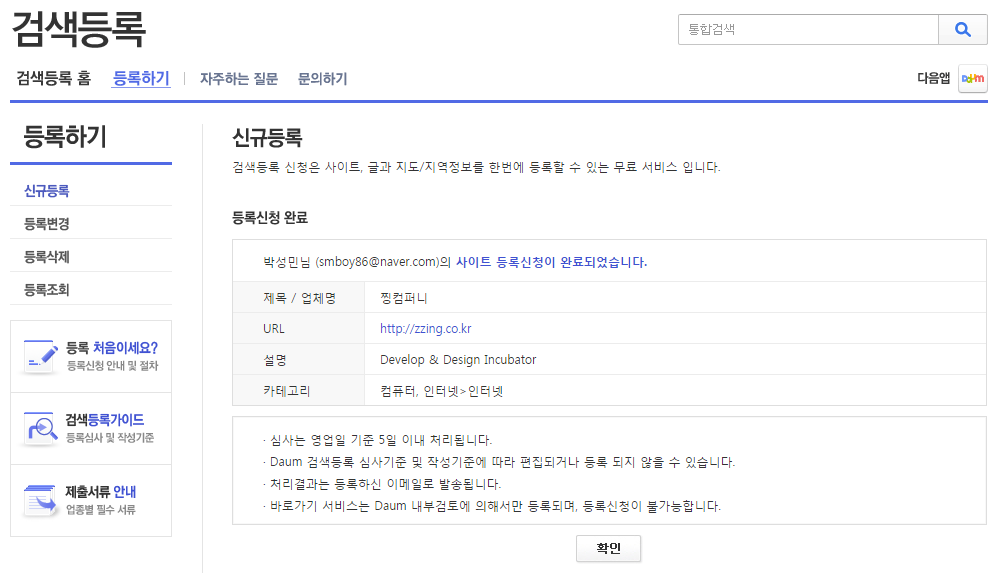 검색등록
통합검색
검색등록 홈 등록하기 자주하는 질문 문의하기
다음앱 Daum
등록하기
신규등록
등록변경
등록삭제
등록조회
등록 처음이세요?
등록신청 안내 및 절차
검색등록가이드
등록심사 및 작성기준
제출서류 안내
업종별 필수 서류
신규등록
검색등록 신청은 사이트, 글과 지도/지역정보를 한번에 등록할 수 있는 무료 서비스 입니다.
등록신청 완료
박성민님 (smboy86@naver.com)의 사이트 등록신청이 완료되었습니다.
제목 / 업체명 찡컴퍼니
URL http://zzing.co.kr
설명 Develop & Design Incubator
카테고리 컴퓨터, 인터넷>인터넷
· 심사는 영업일 기준 5일 이내 처리됩니다.
· Daum 검색등록 심사기준 및 작성기준에 따라 편집되거나 등록 되지 않을 수 있습니다.
· 처리결과는 등록하신 이메일로 발송됩니다.
· 바로가기 서비스는 Daum 내부검토에 의해서만 등록되며, 등록신청이 불가능합니다.
확인